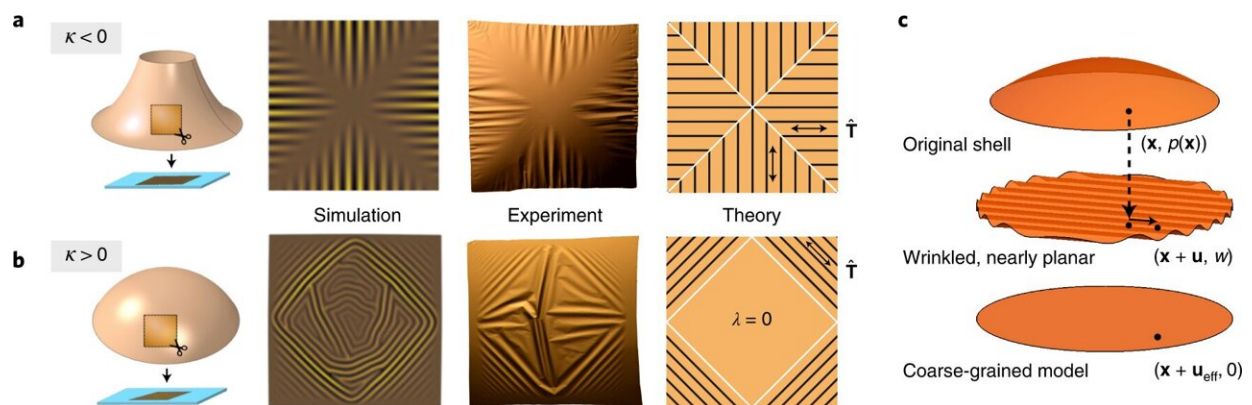 a
κ < 0
T̂
Simulation
Experiment
Theory
b
κ > 0
T̂
λ = 0
c
Original shell
(x, p(x))
Wrinkled, nearly planar
(x + u, w)
Coarse-grained model
(x + u_eff, 0)